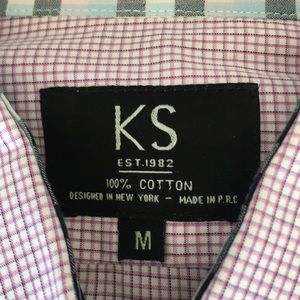 KS
EST.1982
100% COTTON
DESIGNED IN NEW YORK - MADE IN P.R.C
M